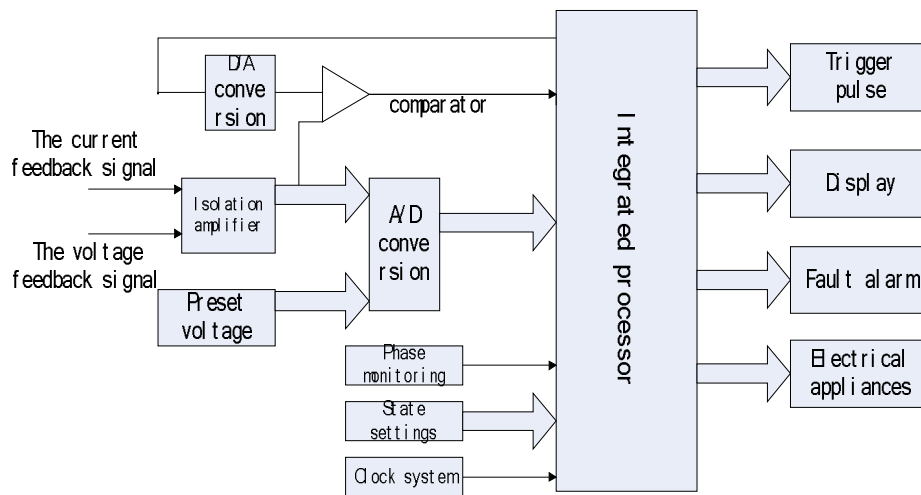 D/A
conve
rsion
comparator
The current
feedback signal
Isolation
amplifier
The voltage
feedback signal
A/D
conve
rsion
Preset
voltage
Phase
monitoring
State
settings
Clock system
Integrated processor
Trigger
pulse
Display
Fault alarm
Electrical
appliances